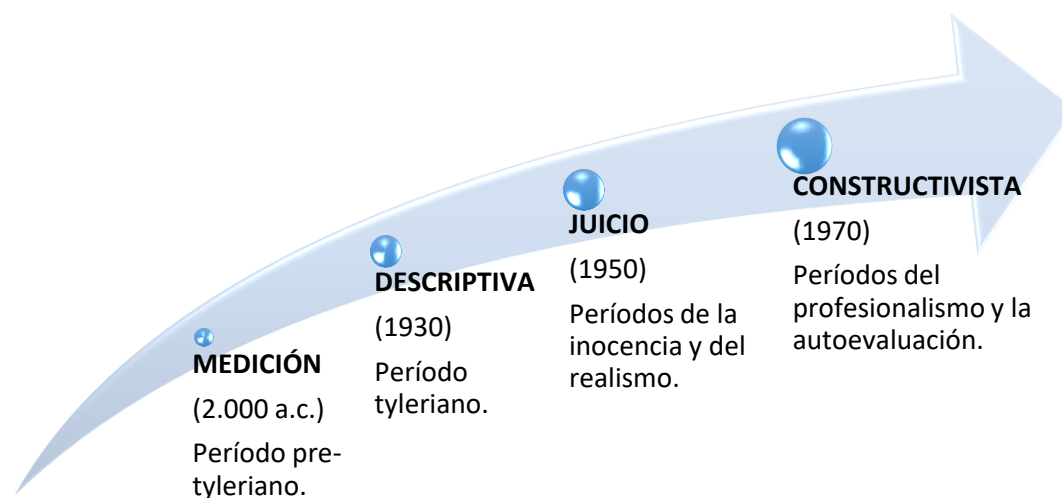 MEDICIÓN
(2.000 a.c.)
Período pre-
tyleriano.
DESCRIPTIVA
(1930)
Período
tyleriano.
JUICIO
(1950)
Períodos de la
inocencia y del
realismo.
CONSTRUCTIVISTA
(1970)
Períodos del
profesionalismo y la
autoevaluación.